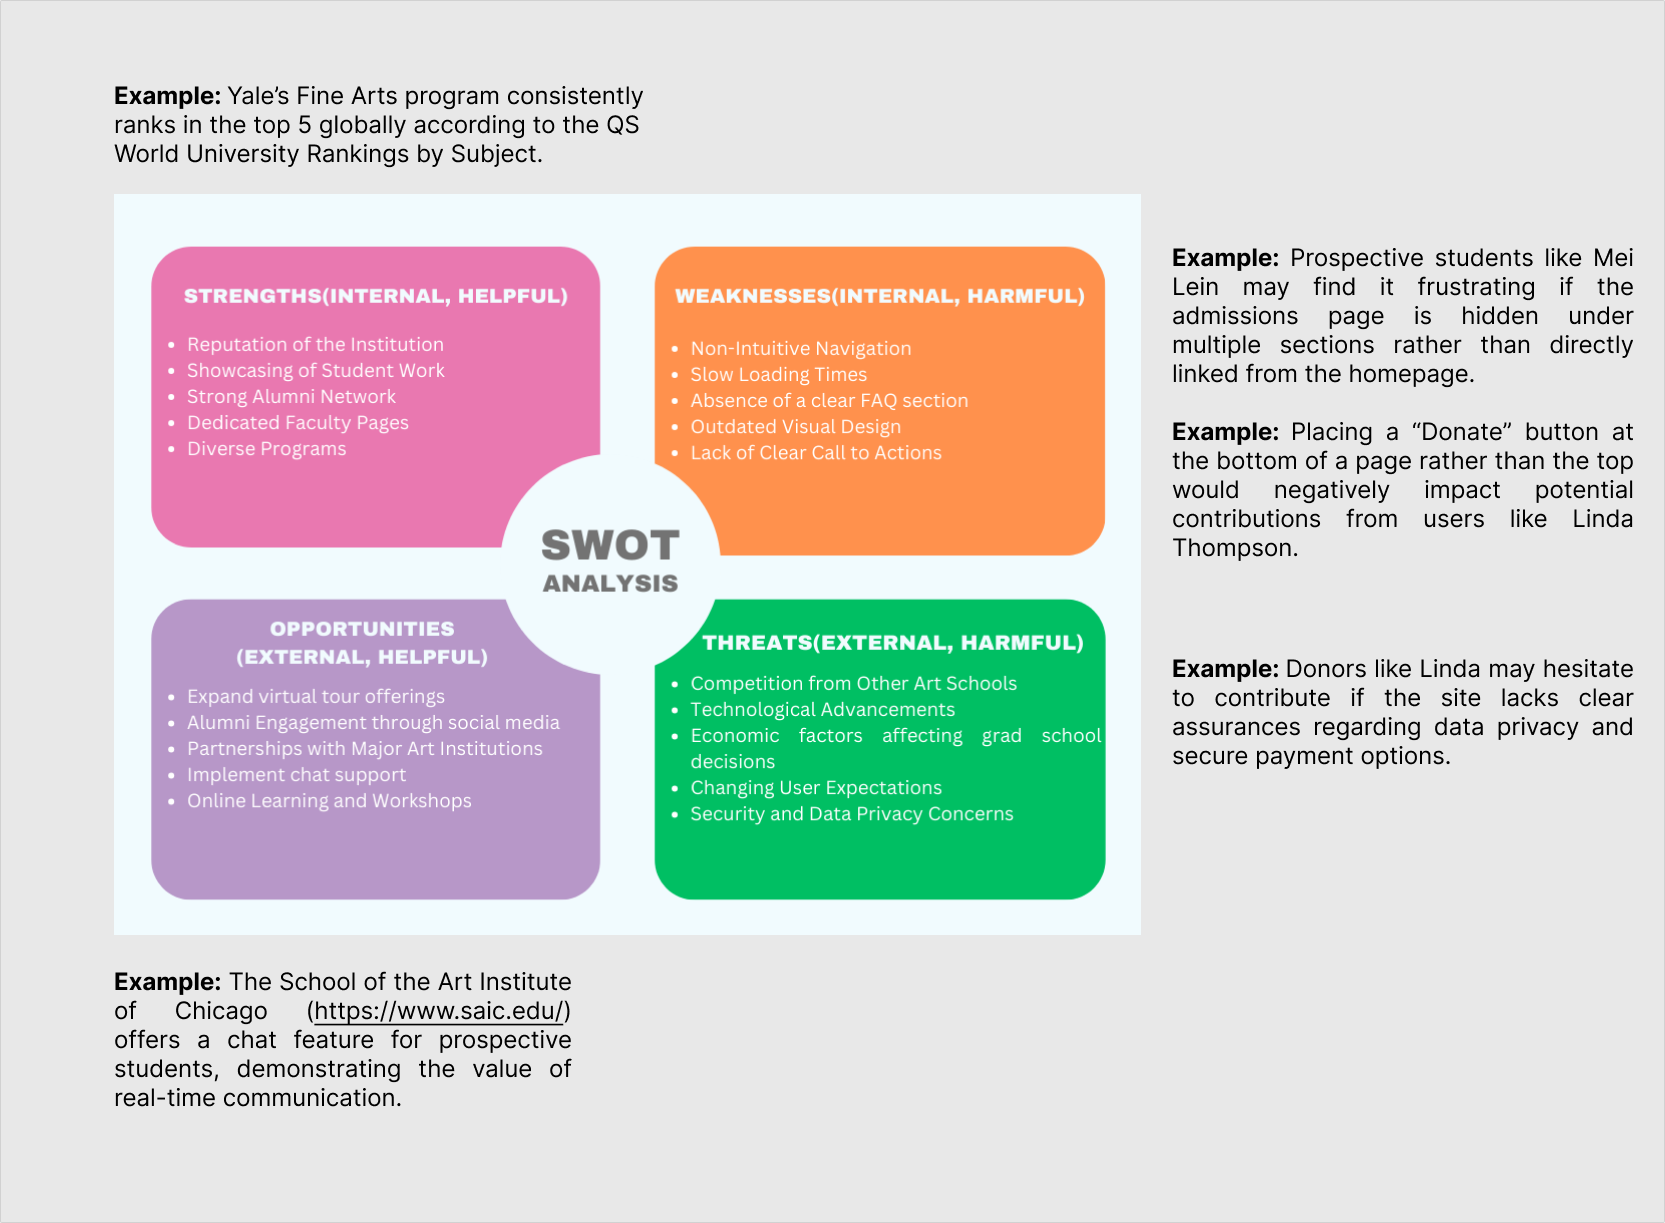 Example: Yale’s Fine Arts program consistently
ranks in the top 5 globally according to the QS
World University Rankings by Subject.
STRENGTHS(INTERNAL, HELPFUL)
• Reputation of the Institution
• Showcasing of Student Work
• Strong Alumni Network
• Dedicated Faculty Pages
• Diverse Programs
WEAKNESSES(INTERNAL, HARMFUL)
• Non-Intuitive Navigation
• Slow Loading Times
• Absence of a clear FAQ section
• Outdated Visual Design
• Lack of Clear Call to Actions
SWOT
ANALYSIS
OPPORTUNITIES
(EXTERNAL, HELPFUL)
• Expand virtual tour offerings
• Alumni Engagement through social media
• Partnerships with Major Art Institutions
• Implement chat support
• Online Learning and Workshops
THREATS(EXTERNAL, HARMFUL)
• Competition from Other Art Schools
• Technological Advancements
• Economic factors affecting grad school
decisions
• Changing User Expectations
• Security and Data Privacy Concerns
Example: Prospective students like Mei
Lein may find it frustrating if the
admissions page is hidden under
multiple sections rather than directly
linked from the homepage.
Example: Placing a “Donate” button at
the bottom of a page rather than the top
would negatively impact potential
contributions from users like Linda
Thompson.
Example: Donors like Linda may hesitate
to contribute if the site lacks clear
assurances regarding data privacy and
secure payment options.
Example: The School of the Art Institute
of Chicago (https://www.saic.edu/)
offers a chat feature for prospective
students, demonstrating the value of
real-time communication.